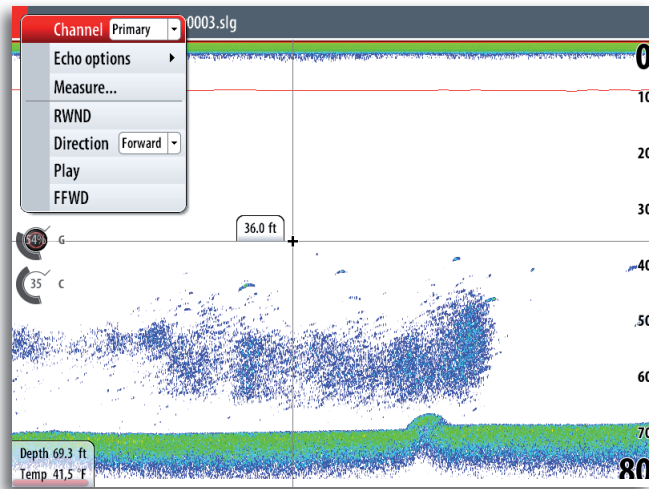 Channel Primary
0003.slg
Echo options
Measure...
RWND
Direction Forward
Play
FFWD
0
10
20
30
36.0 ft
54% G
40
35 C
50
60
70
Depth 69.3 ft
Temp 41,5 °F
80